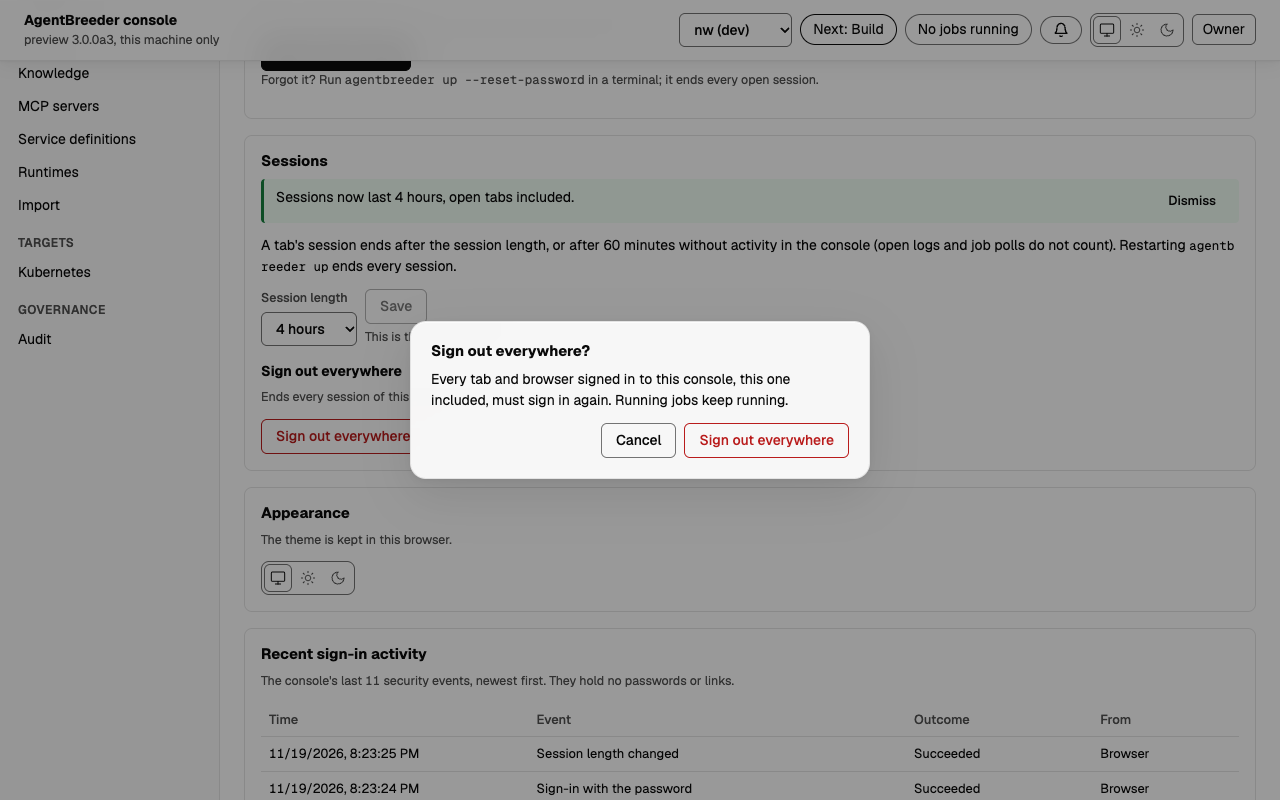 AgentBreeder console
preview 3.0.0a3, this machine only
nw (dev)
Next: Build
No jobs running
Owner
Knowledge
MCP servers
Service definitions
Runtimes
Import
TARGETS
Kubernetes
GOVERNANCE
Audit
Forgot it? Run agentbreeder up --reset-password in a terminal; it ends every open session.
Sessions
Sessions now last 4 hours, open tabs included.
Dismiss
A tab's session ends after the session length, or after 60 minutes without activity in the console (open logs and job polls do not count). Restarting agentb
reeder up ends every session.
Session length
4 hours
Save
This is
Sign out everywhere
Ends every session of this
Sign out everywhere
Sign out everywhere?
Every tab and browser signed in to this console, this one
included, must sign in again. Running jobs keep running.
Cancel
Sign out everywhere
Appearance
The theme is kept in this browser.
Recent sign-in activity
The console's last 11 security events, newest first. They hold no passwords or links.
Time Event Outcome From
11/19/2026, 8:23:25 PM Session length changed Succeeded Browser
11/19/2026, 8:23:24 PM Sign-in with the password Succeeded Browser